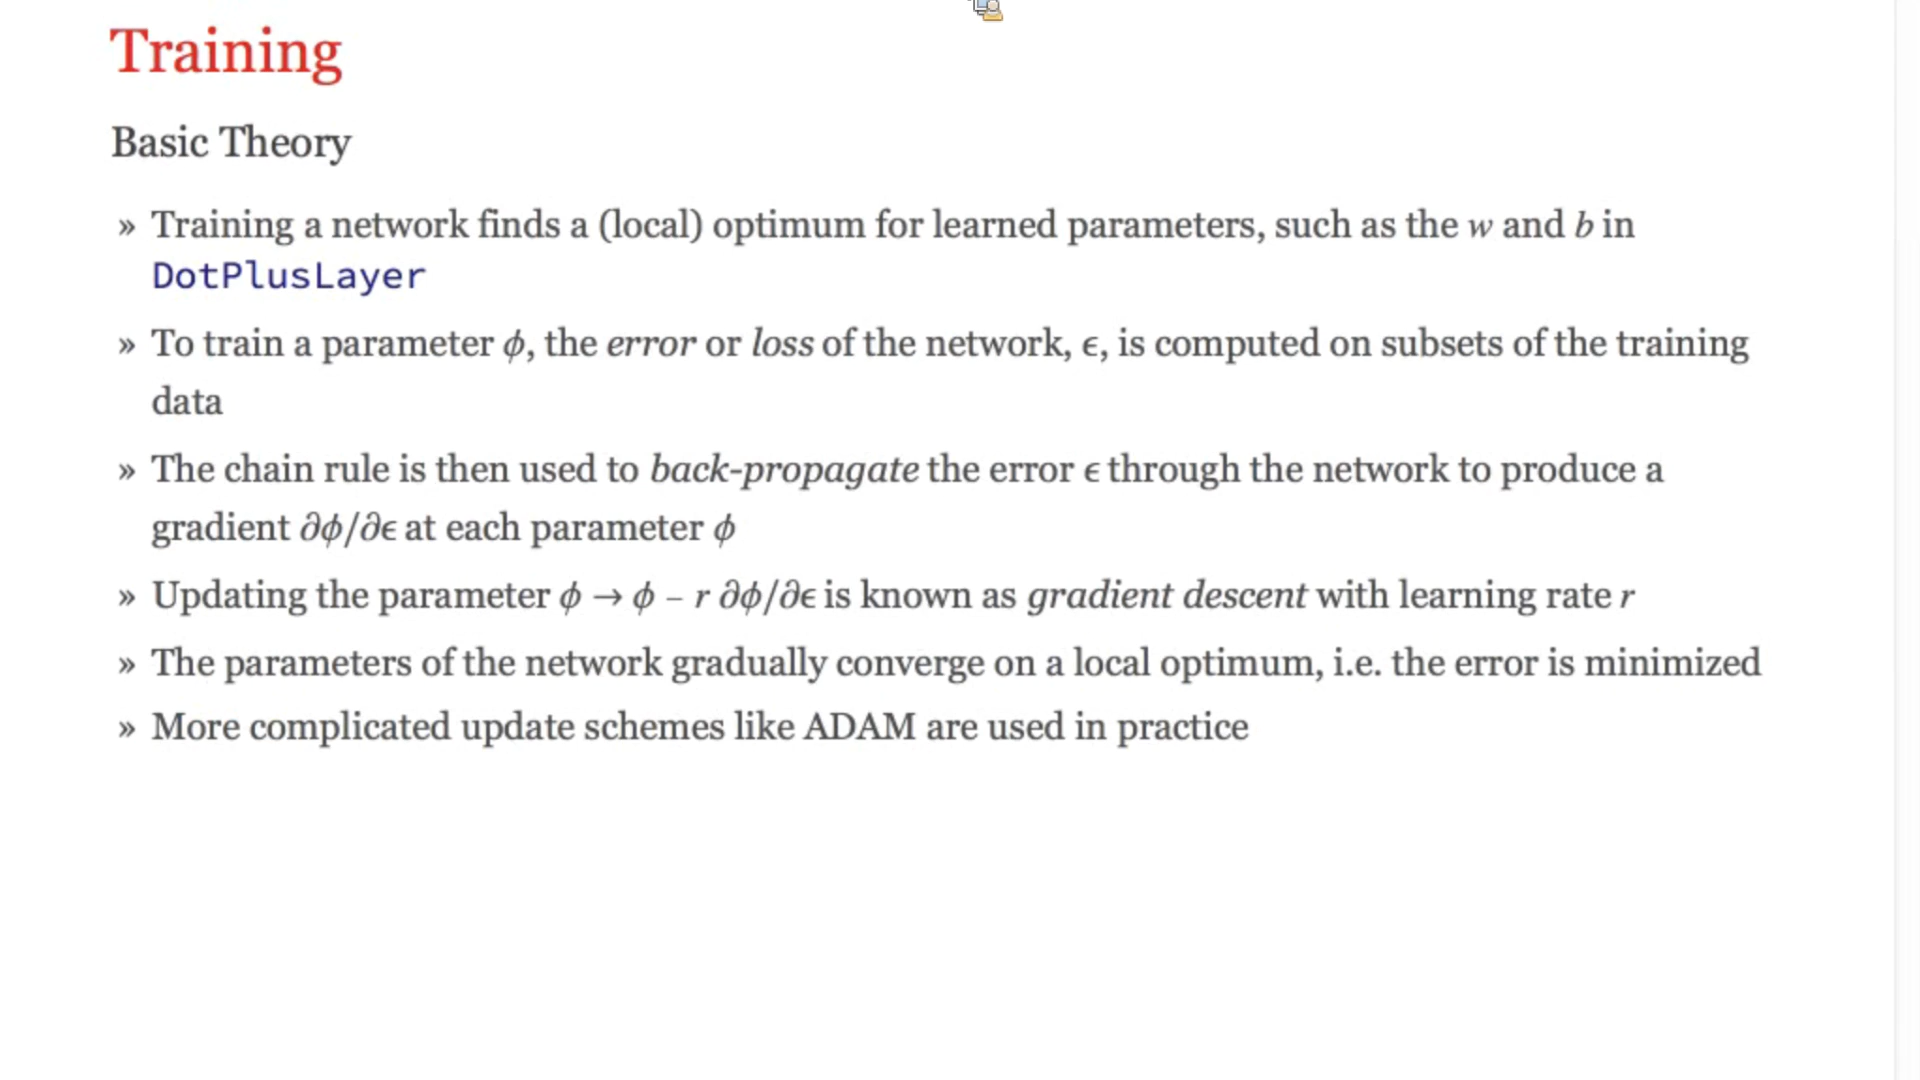 Training
Basic Theory
» Training a network finds a (local) optimum for learned parameters, such as the w and b in
DotPlusLayer
» To train a parameter ϕ, the error or loss of the network, ϵ, is computed on subsets of the training
data
» The chain rule is then used to back-propagate the error ϵ through the network to produce a
gradient ∂ϕ/∂ϵ at each parameter ϕ
» Updating the parameter ϕ → ϕ – r ∂ϕ/∂ϵ is known as gradient descent with learning rate r
» The parameters of the network gradually converge on a local optimum, i.e. the error is minimized
» More complicated update schemes like ADAM are used in practice